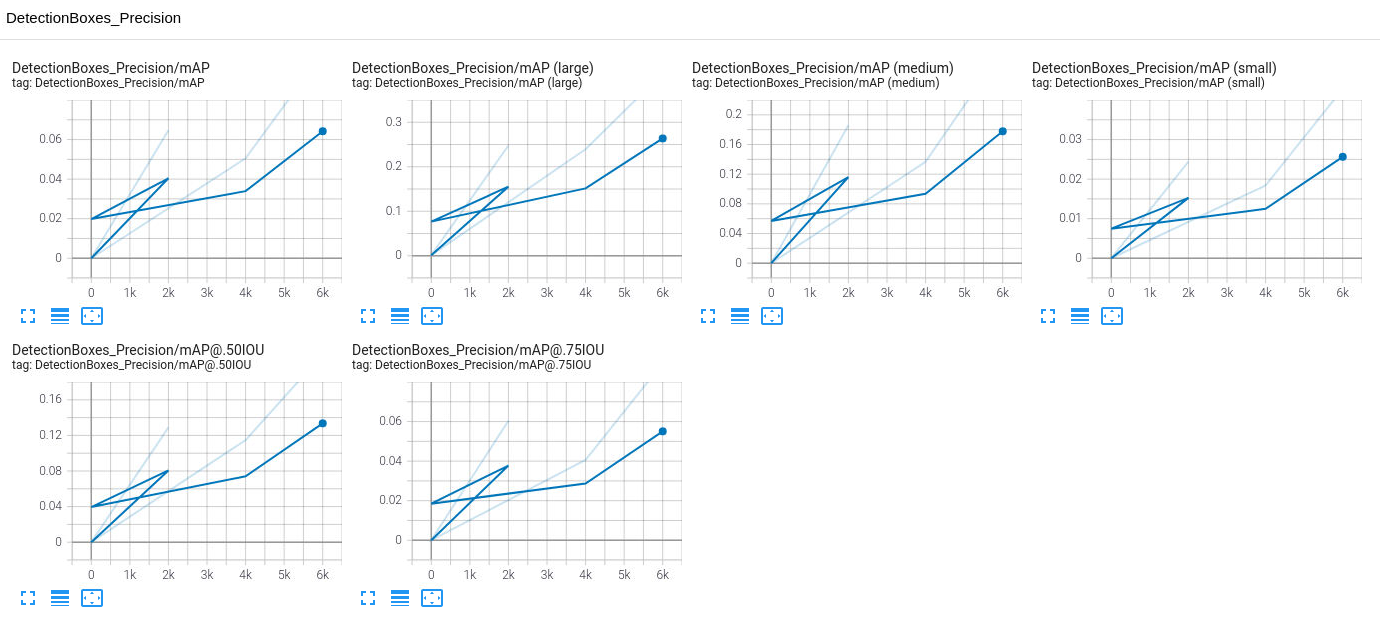 DetectionBoxes_Precision
DetectionBoxes_Precision/mAP
tag: DetectionBoxes_Precision/mAP
0.06
0.04
0.02
0
0 1k 2k 3k 4k 5k 6k
DetectionBoxes_Precision/mAP (large)
tag: DetectionBoxes_Precision/mAP (large)
0.3
0.2
0.1
0
0 1k 2k 3k 4k 5k 6k
DetectionBoxes_Precision/mAP (medium)
tag: DetectionBoxes_Precision/mAP (medium)
0.2
0.16
0.12
0.08
0.04
0
0 1k 2k 3k 4k 5k 6k
DetectionBoxes_Precision/mAP (small)
tag: DetectionBoxes_Precision/mAP (small)
0.03
0.02
0.01
0
0 1k 2k 3k 4k 5k 6k
DetectionBoxes_Precision/mAP@.50IOU
tag: DetectionBoxes_Precision/mAP@.50IOU
0.16
0.12
0.08
0.04
0
0 1k 2k 3k 4k 5k 6k
DetectionBoxes_Precision/mAP@.75IOU
tag: DetectionBoxes_Precision/mAP@.75IOU
0.06
0.04
0.02
0
0 1k 2k 3k 4k 5k 6k